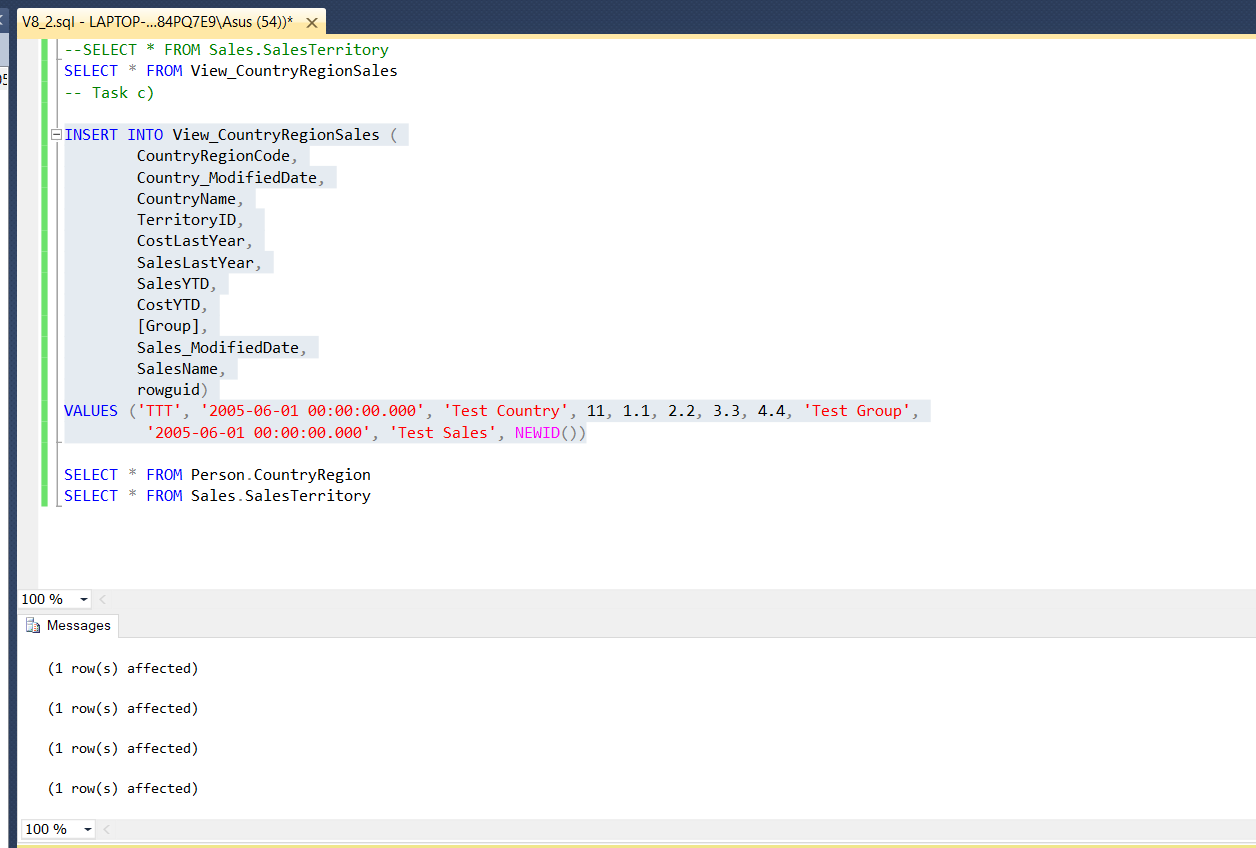 V8_2.sql - LAPTOP-...84PQ7E9\Asus (54))*
--SELECT * FROM Sales.SalesTerritory
SELECT * FROM View_CountryRegionSales
-- Task c)
INSERT INTO View_CountryRegionSales (
CountryRegionCode,
Country_ModifiedDate,
CountryName,
TerritoryID,
CostLastYear,
SalesLastYear,
SalesYTD,
CostYTD,
[Group],
Sales_ModifiedDate,
SalesName,
rowguid)
VALUES ('TTT', '2005-06-01 00:00:00.000', 'Test Country', 11, 1.1, 2.2, 3.3, 4.4, 'Test Group',
'2005-06-01 00:00:00.000', 'Test Sales', NEWID())
SELECT * FROM Person.CountryRegion
SELECT * FROM Sales.SalesTerritory
100 %
Messages
(1 row(s) affected)
(1 row(s) affected)
(1 row(s) affected)
(1 row(s) affected)
100 %